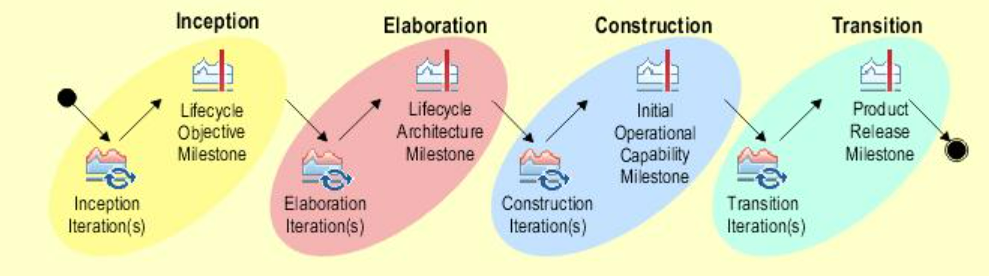 Inception
Elaboration
Construction
Transition
Lifecycle
Objective
Milestone
Inception
Iteration(s)
Lifecycle
Architecture
Milestone
Elaboration
Iteration(s)
Initial
Operational
Capability
Milestone
Construction
Iteration(s)
Product
Release
Milestone
Transition
Iteration(s)